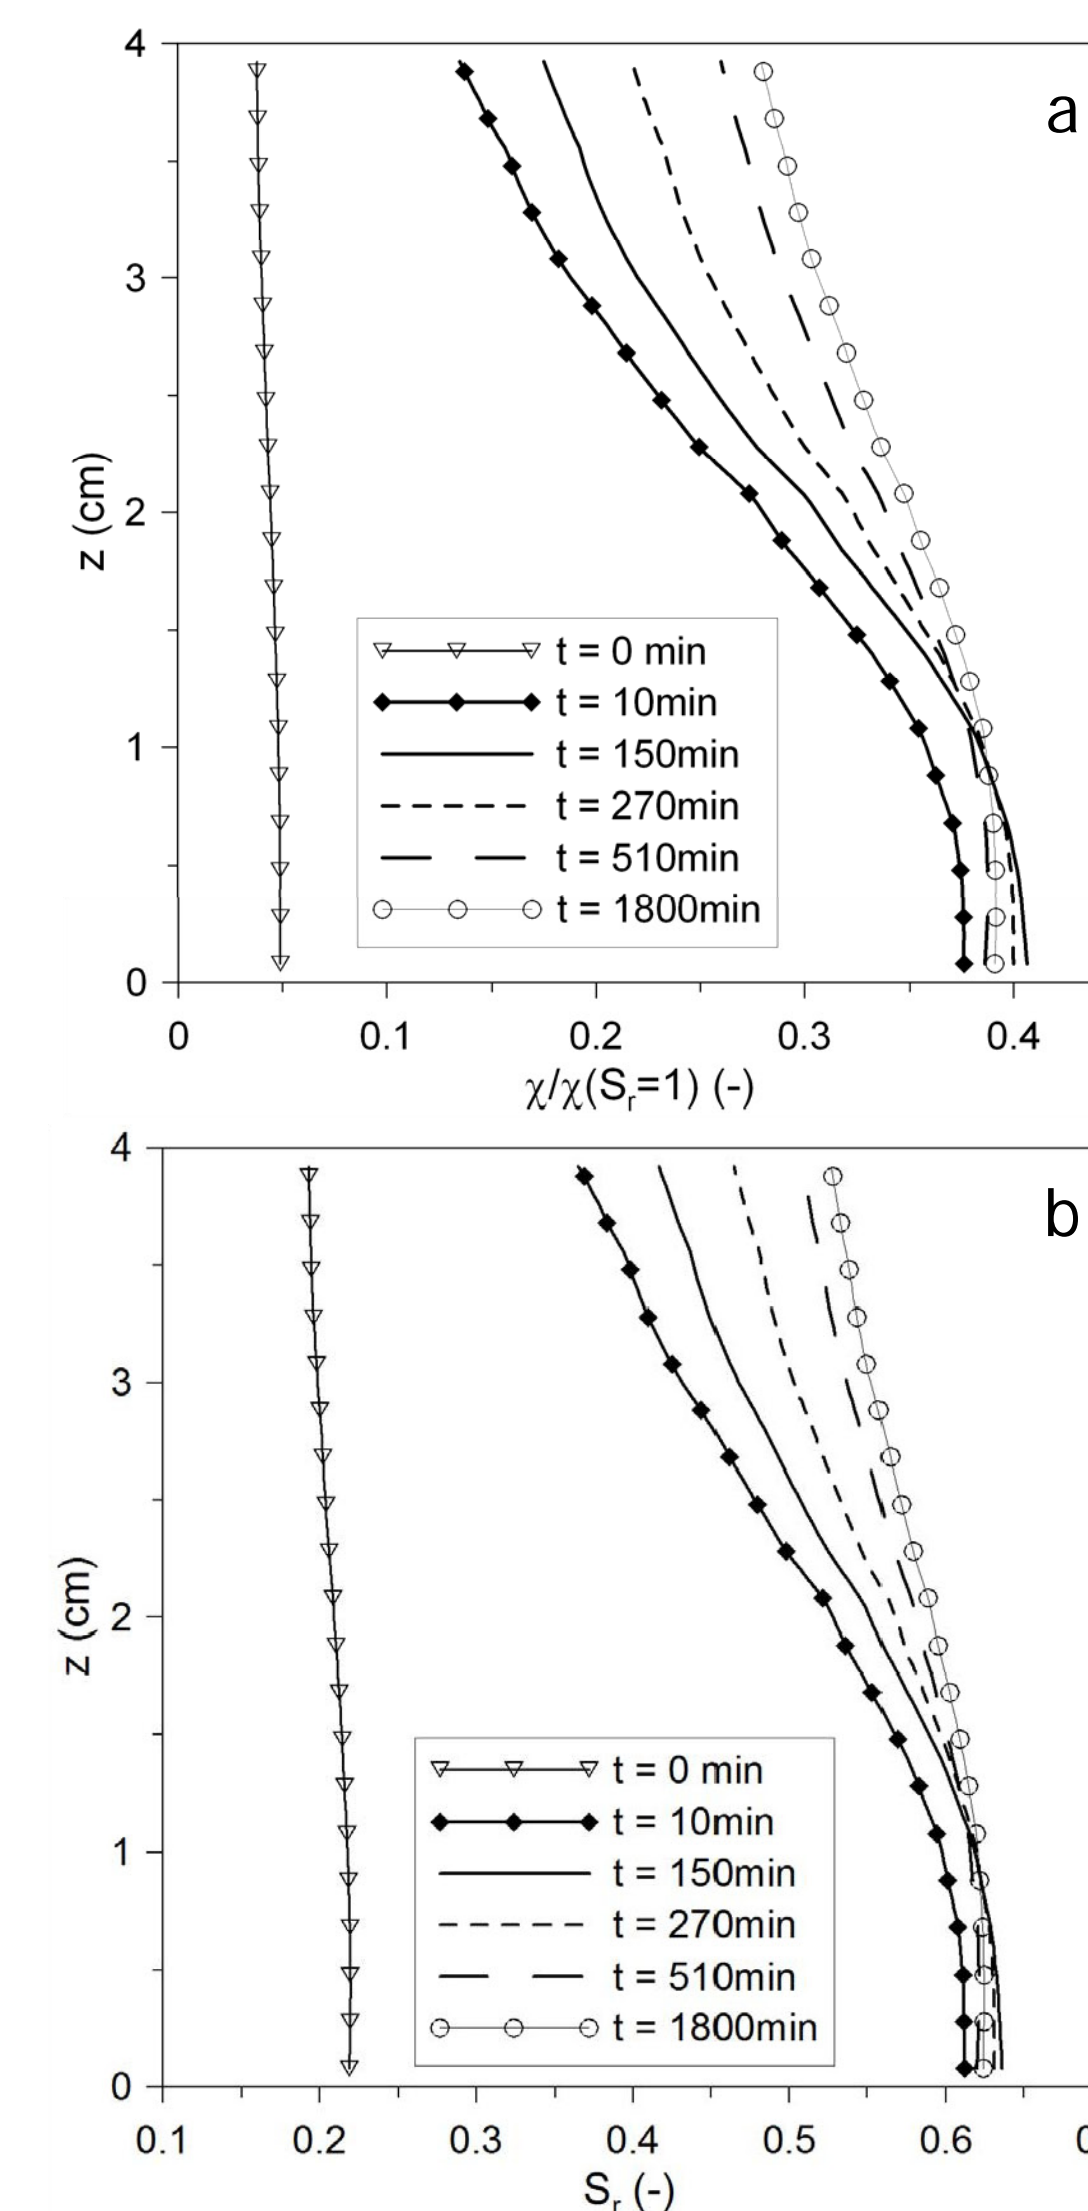 a
4
3
2
1
0
z (cm)
t = 0 min
t = 10min
t = 150min
t = 270min
t = 510min
t = 1800min
0 0.1 0.2 0.3 0.4
χ/χ(Sr=1) (-)
b
4
3
2
1
0
z (cm)
t = 0 min
t = 10min
t = 150min
t = 270min
t = 510min
t = 1800min
0.1 0.2 0.3 0.4 0.5 0.6
Sr (-)